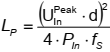 L_P = (U_In^Peak · d)^2 / (4 · P_In · f_S)